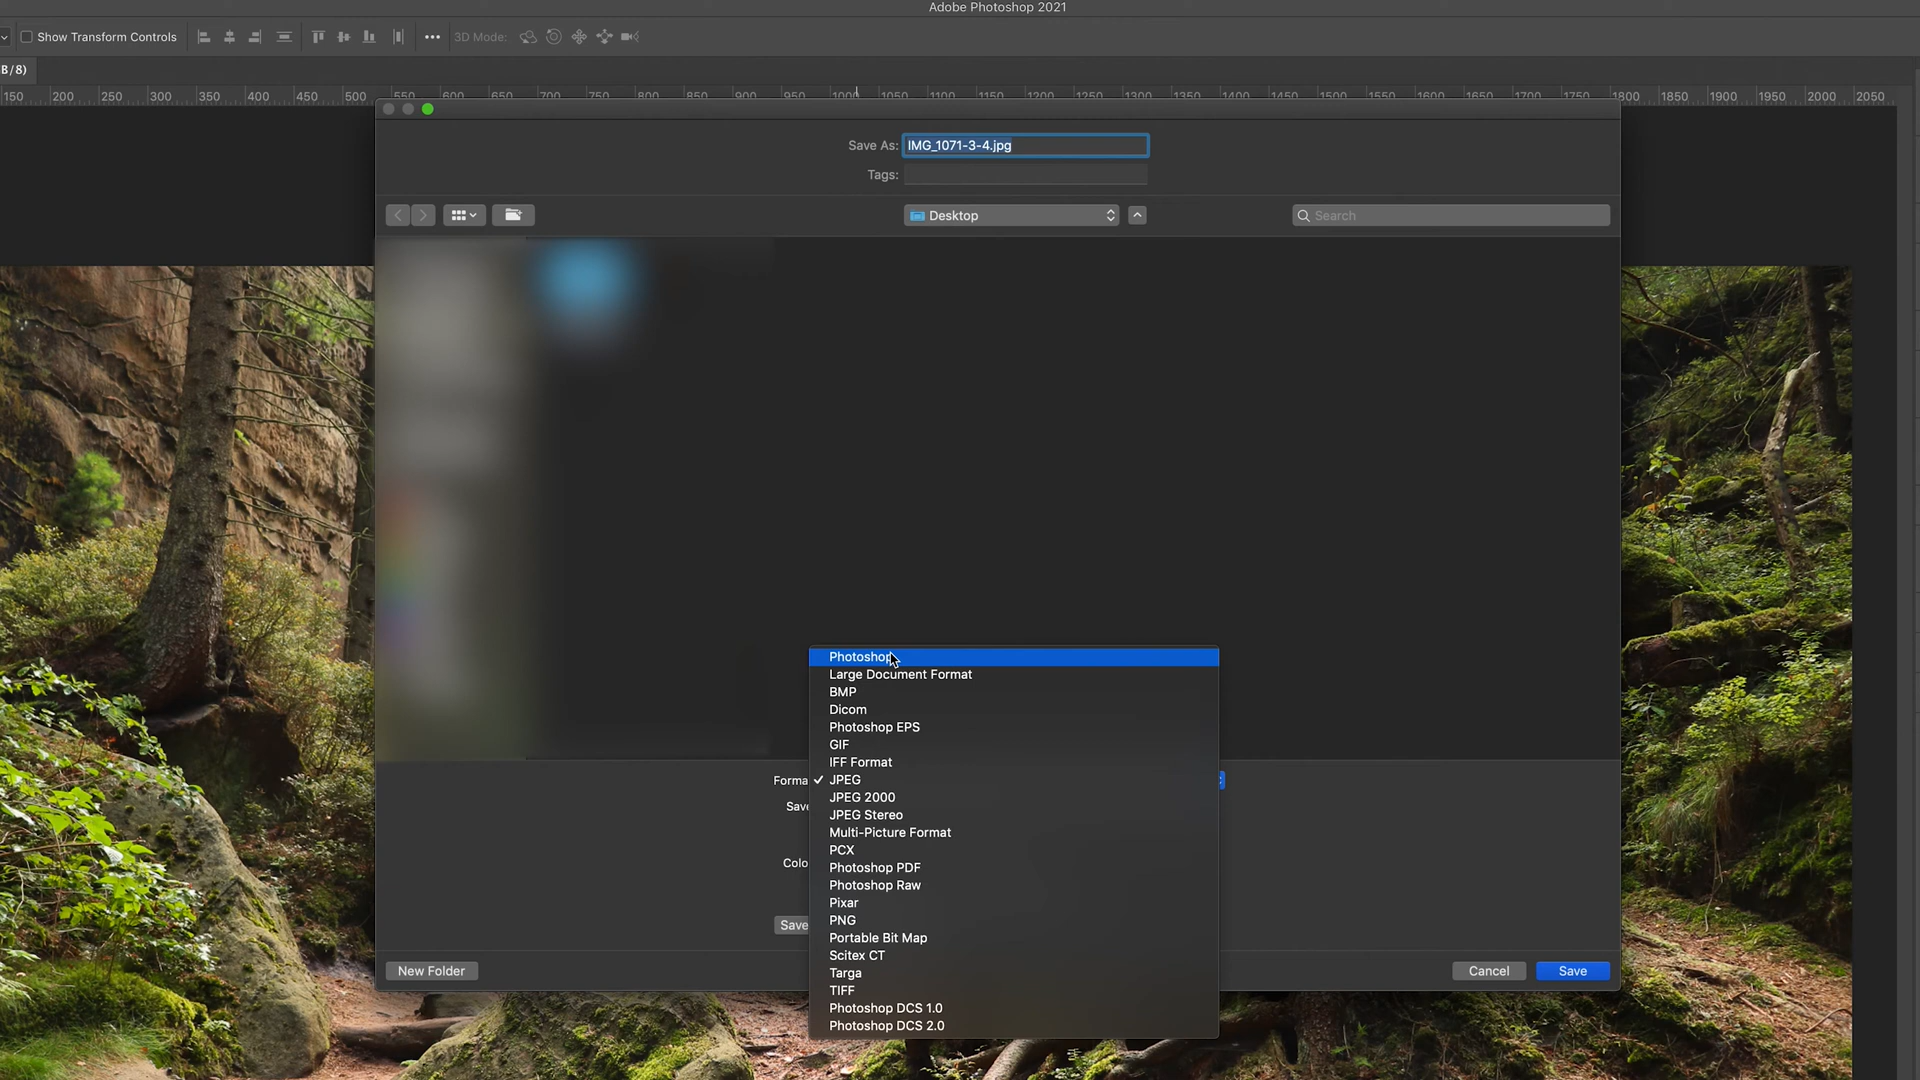 Adobe Photoshop 2021
Show Transform Controls
3D Mode:
B/8)
150 200 250 300 350 400 450 500 550 600 650 700 750 800 850 900 950 1000 1050 1100 1150 1200 1250 1300 1350 1400 1450 1500 1550 1600 1650 1700 1750 1800 1850 1900 1950 2000 2050
Save As: IMG_1071-3-4.jpg
Tags:
Desktop
Search
Photoshop
Large Document Format
BMP
Dicom
Photoshop EPS
GIF
IFF Format
Forma ✓ JPEG
JPEG 2000
Save
JPEG Stereo
Multi-Picture Format
PCX
Colo
Photoshop PDF
Photoshop Raw
Pixar
PNG
Save
Portable Bit Map
Scitex CT
New Folder
Targa
Cancel
Save
TIFF
Photoshop DCS 1.0
Photoshop DCS 2.0